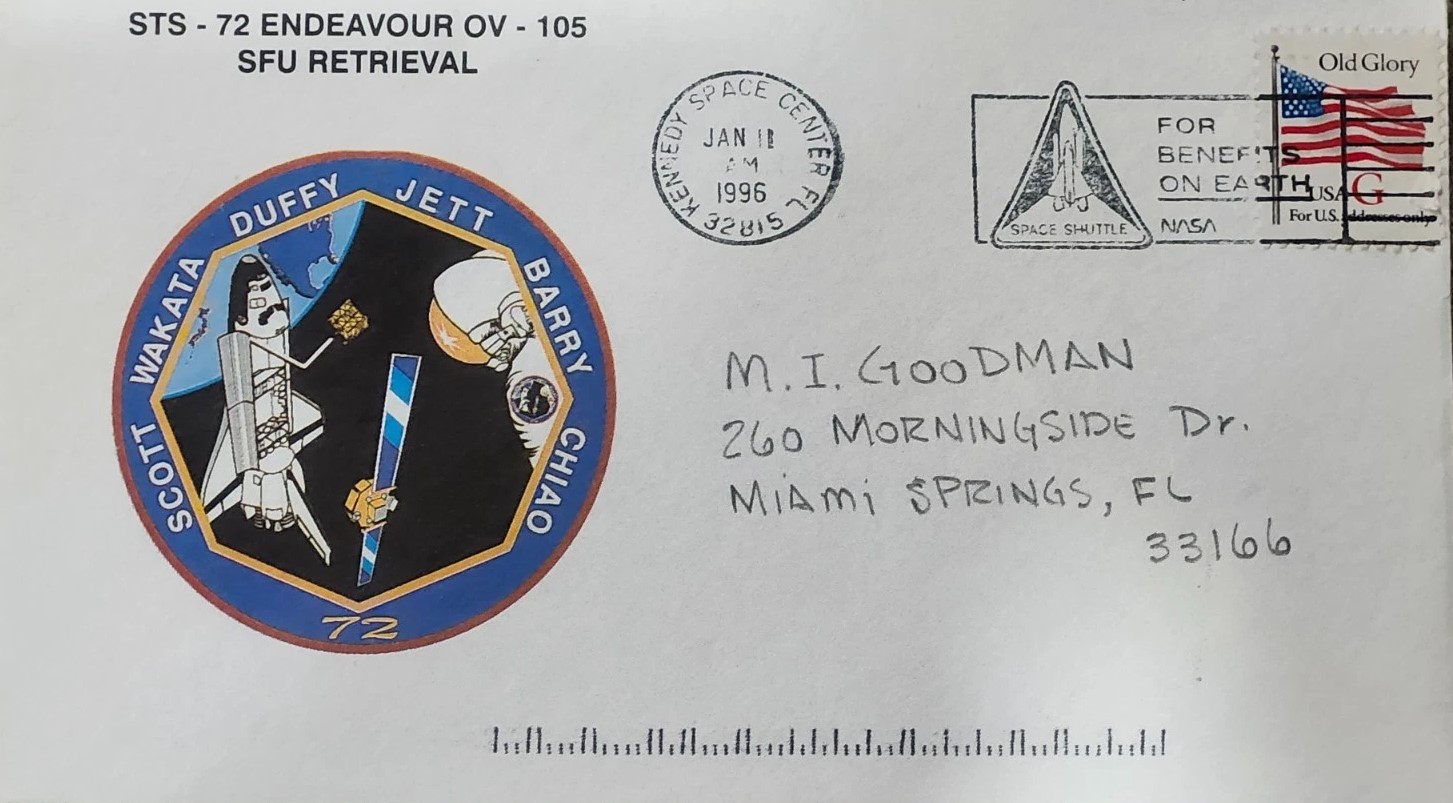 STS - 72 ENDEAVOUR OV - 105
SFU RETRIEVAL
KENNEDY SPACE CENTER FL
JAN 11
AM
1996
32815
SPACE SHUTTLE
FOR
BENEFITS
ON EARTH
NASA
Old Glory
USA G
For U.S. addresses only
SCOTT WAKATA DUFFY JETT BARRY CHIAO
72
M. I. GOODMAN
260 MORNINGSIDE Dr.
MiAmi SPRINGS, FL
33166